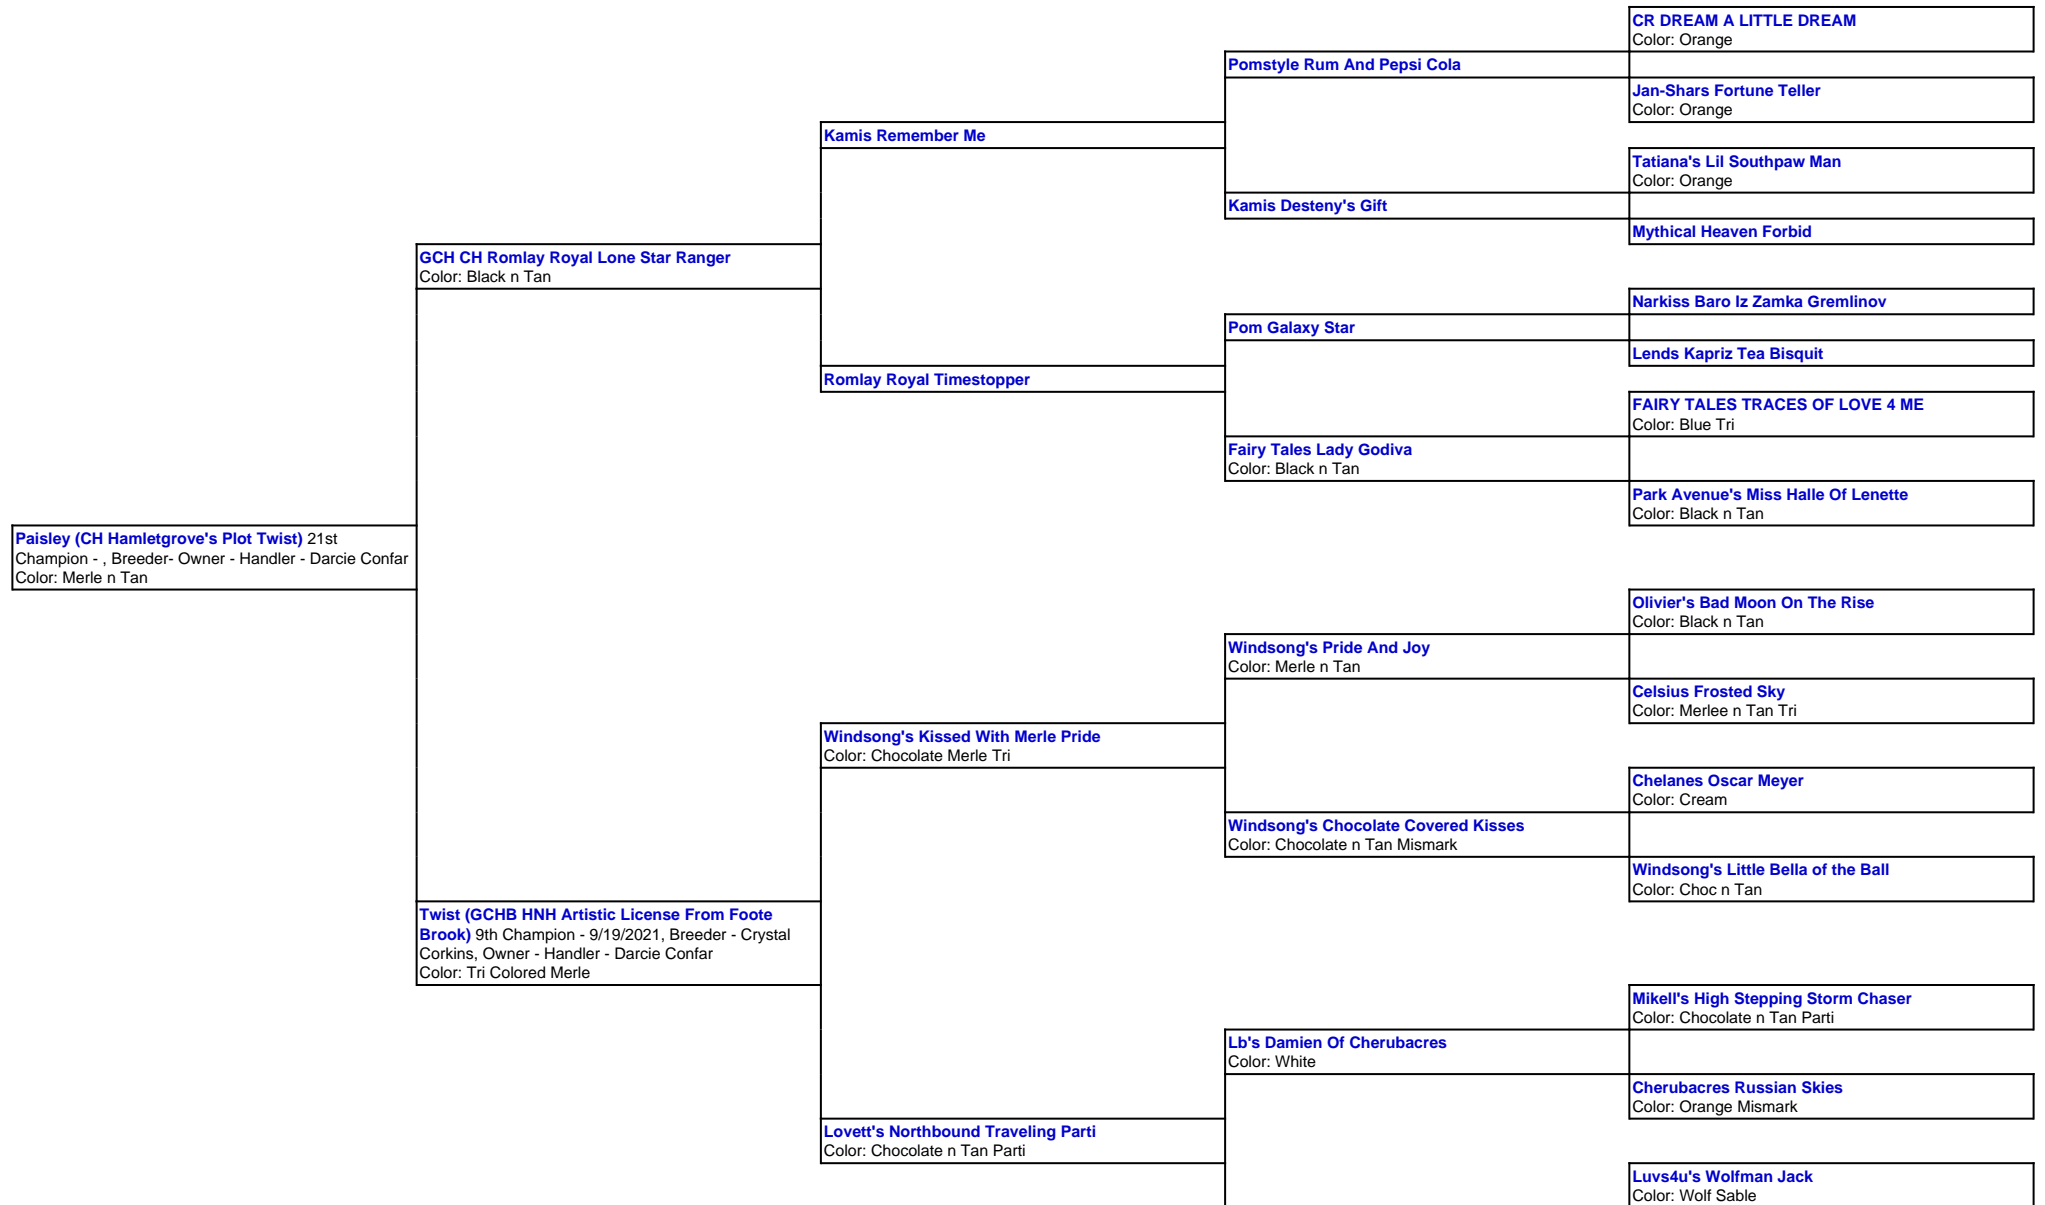 CR DREAM A LITTLE DREAM
Color: Orange
Pomstyle Rum And Pepsi Cola
Jan-Shars Fortune Teller
Color: Orange
Kamis Remember Me
Tatiana's Lil Southpaw Man
Color: Orange
Kamis Desteny's Gift
Mythical Heaven Forbid
GCH CH Romlay Royal Lone Star Ranger
Color: Black n Tan
Narkiss Baro Iz Zamka Gremlinov
Pom Galaxy Star
Lends Kapriz Tea Bisquit
Romlay Royal Timestopper
FAIRY TALES TRACES OF LOVE 4 ME
Color: Blue Tri
Fairy Tales Lady Godiva
Color: Black n Tan
Park Avenue's Miss Halle Of Lenette
Color: Black n Tan
Paisley (CH Hamletgrove's Plot Twist) 21st
Champion - , Breeder- Owner - Handler - Darcie Confar
Color: Merle n Tan
Olivier's Bad Moon On The Rise
Color: Black n Tan
Windsong's Pride And Joy
Color: Merle n Tan
Celsius Frosted Sky
Color: Merlee n Tan Tri
Windsong's Kissed With Merle Pride
Color: Chocolate Merle Tri
Chelanes Oscar Meyer
Color: Cream
Windsong's Chocolate Covered Kisses
Color: Chocolate n Tan Mismark
Windsong's Little Bella of the Ball
Color: Choc n Tan
Twist (GCHB HNH Artistic License From Foote
Brook) 9th Champion - 9/19/2021, Breeder - Crystal
Corkins, Owner - Handler - Darcie Confar
Color: Tri Colored Merle
Mikell's High Stepping Storm Chaser
Color: Chocolate n Tan Parti
Lb's Damien Of Cherubacres
Color: White
Cherubacres Russian Skies
Color: Orange Mismark
Lovett's Northbound Traveling Parti
Color: Chocolate n Tan Parti
Luvs4u's Wolfman Jack
Color: Wolf Sable